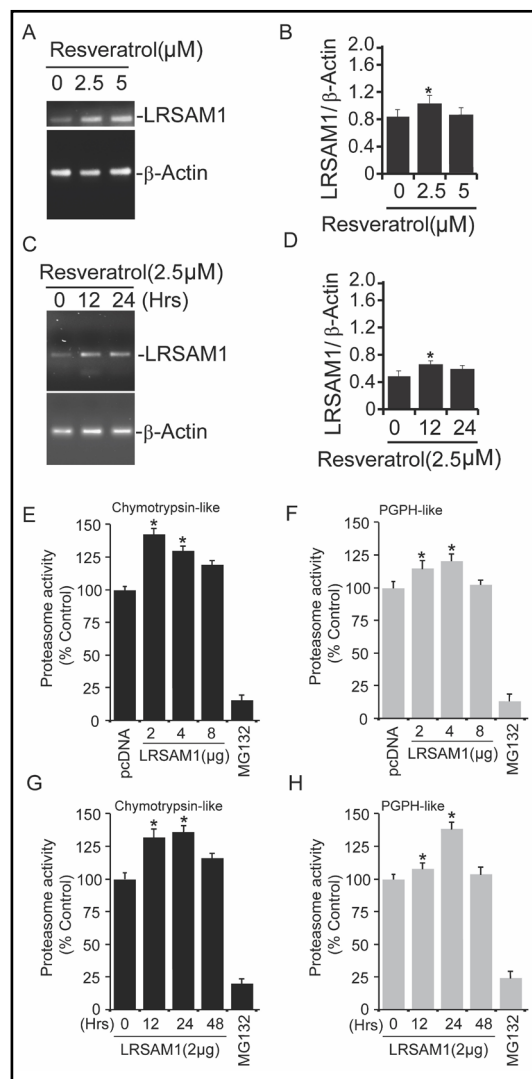 A
Resveratrol(µM)
0 2.5 5
-LRSAM1
-β-Actin
B
LRSAM1/β-Actin
2.0
1.6
1.2
0.8
0.4
0
*
0 2.5 5
Resveratrol(µM)
C
Resveratrol(2.5µM)
0 12 24 (Hrs)
-LRSAM1
-β-Actin
D
LRSAM1/β-Actin
2.0
1.6
1.2
0.8
0.4
0
*
0 12 24
Resveratrol(2.5µM)
E
Chymotrypsin-like
Proteasome activity
(% Control)
150
125
100
75
50
25
0
* *
pcDNA 2 4 8 MG132
LRSAM1(µg)
F
PGPH-like
Proteasome activity
(% Control)
150
125
100
75
50
25
0
* *
pcDNA 2 4 8 MG132
LRSAM1(µg)
G
Chymotrypsin-like
Proteasome activity
(% Control)
150
125
100
75
50
25
0
* *
(Hrs) 0 12 24 48 MG132
LRSAM1(2µg)
H
PGPH-like
Proteasome activity
(% Control)
150
125
100
75
50
25
0
* *
(Hrs) 0 12 24 48 MG132
LRSAM1(2µg)